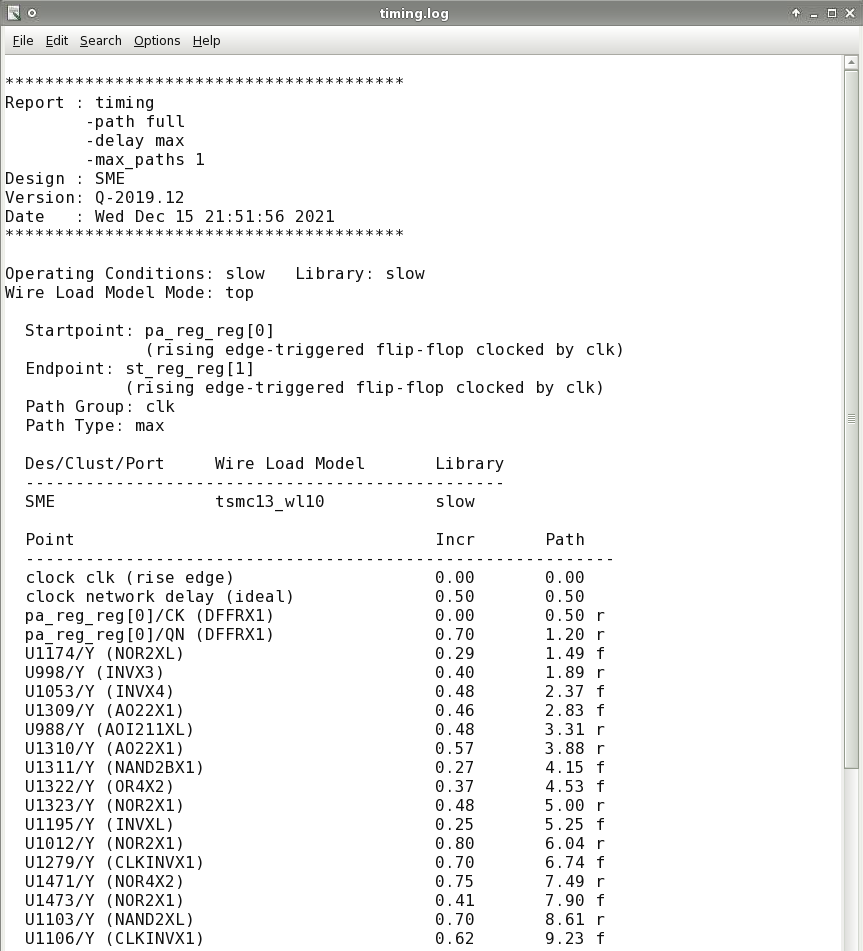 timing.log
File Edit Search Options Help
****************************************
Report : timing
        -path full
        -delay max
        -max_paths 1
Design : SME
Version: Q-2019.12
Date   : Wed Dec 15 21:51:56 2021
****************************************
Operating Conditions: slow   Library: slow
Wire Load Model Mode: top
  Startpoint: pa_reg_reg[0]
              (rising edge-triggered flip-flop clocked by clk)
  Endpoint: st_reg_reg[1]
            (rising edge-triggered flip-flop clocked by clk)
  Path Group: clk
  Path Type: max
  Des/Clust/Port     Wire Load Model       Library
  ------------------------------------------------
  SME                tsmc13_wl10           slow
  Point                                    Incr       Path
  -----------------------------------------------------------
  clock clk (rise edge)                    0.00       0.00
  clock network delay (ideal)              0.50       0.50
  pa_reg_reg[0]/CK (DFFRX1)                0.00       0.50 r
  pa_reg_reg[0]/QN (DFFRX1)                0.70       1.20 r
  U1174/Y (NOR2XL)                         0.29       1.49 f
  U998/Y (INVX3)                           0.40       1.89 r
  U1053/Y (INVX4)                          0.48       2.37 f
  U1309/Y (AO22X1)                         0.46       2.83 f
  U988/Y (AOI211XL)                        0.48       3.31 r
  U1310/Y (AO22X1)                         0.57       3.88 r
  U1311/Y (NAND2BX1)                       0.27       4.15 f
  U1322/Y (OR4X2)                          0.37       4.53 f
  U1323/Y (NOR2X1)                         0.48       5.00 r
  U1195/Y (INVXL)                          0.25       5.25 f
  U1012/Y (NOR2X1)                         0.80       6.04 r
  U1279/Y (CLKINVX1)                       0.70       6.74 f
  U1471/Y (NOR4X2)                         0.75       7.49 r
  U1473/Y (NOR2X1)                         0.41       7.90 f
  U1103/Y (NAND2XL)                        0.70       8.61 r
  U1106/Y (CLKINVX1)                       0.62       9.23 f